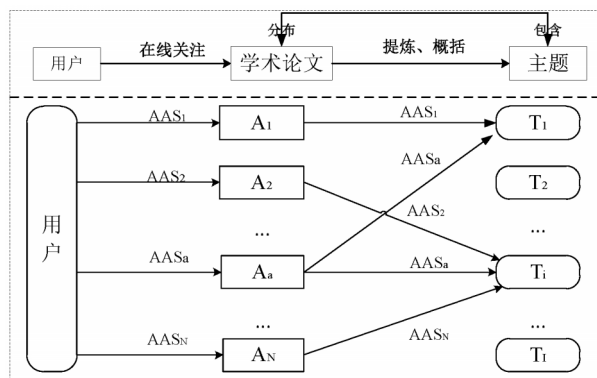 分布
包含
用户
在线关注
学术论文
提炼、概括
主题
用户
AAS1
A1
AAS1
T1
AASa
AAS2
A2
T2
AAS2
...
...
AASa
Aa
AASa
Ti
...
...
AASN
AN
AASN
TI